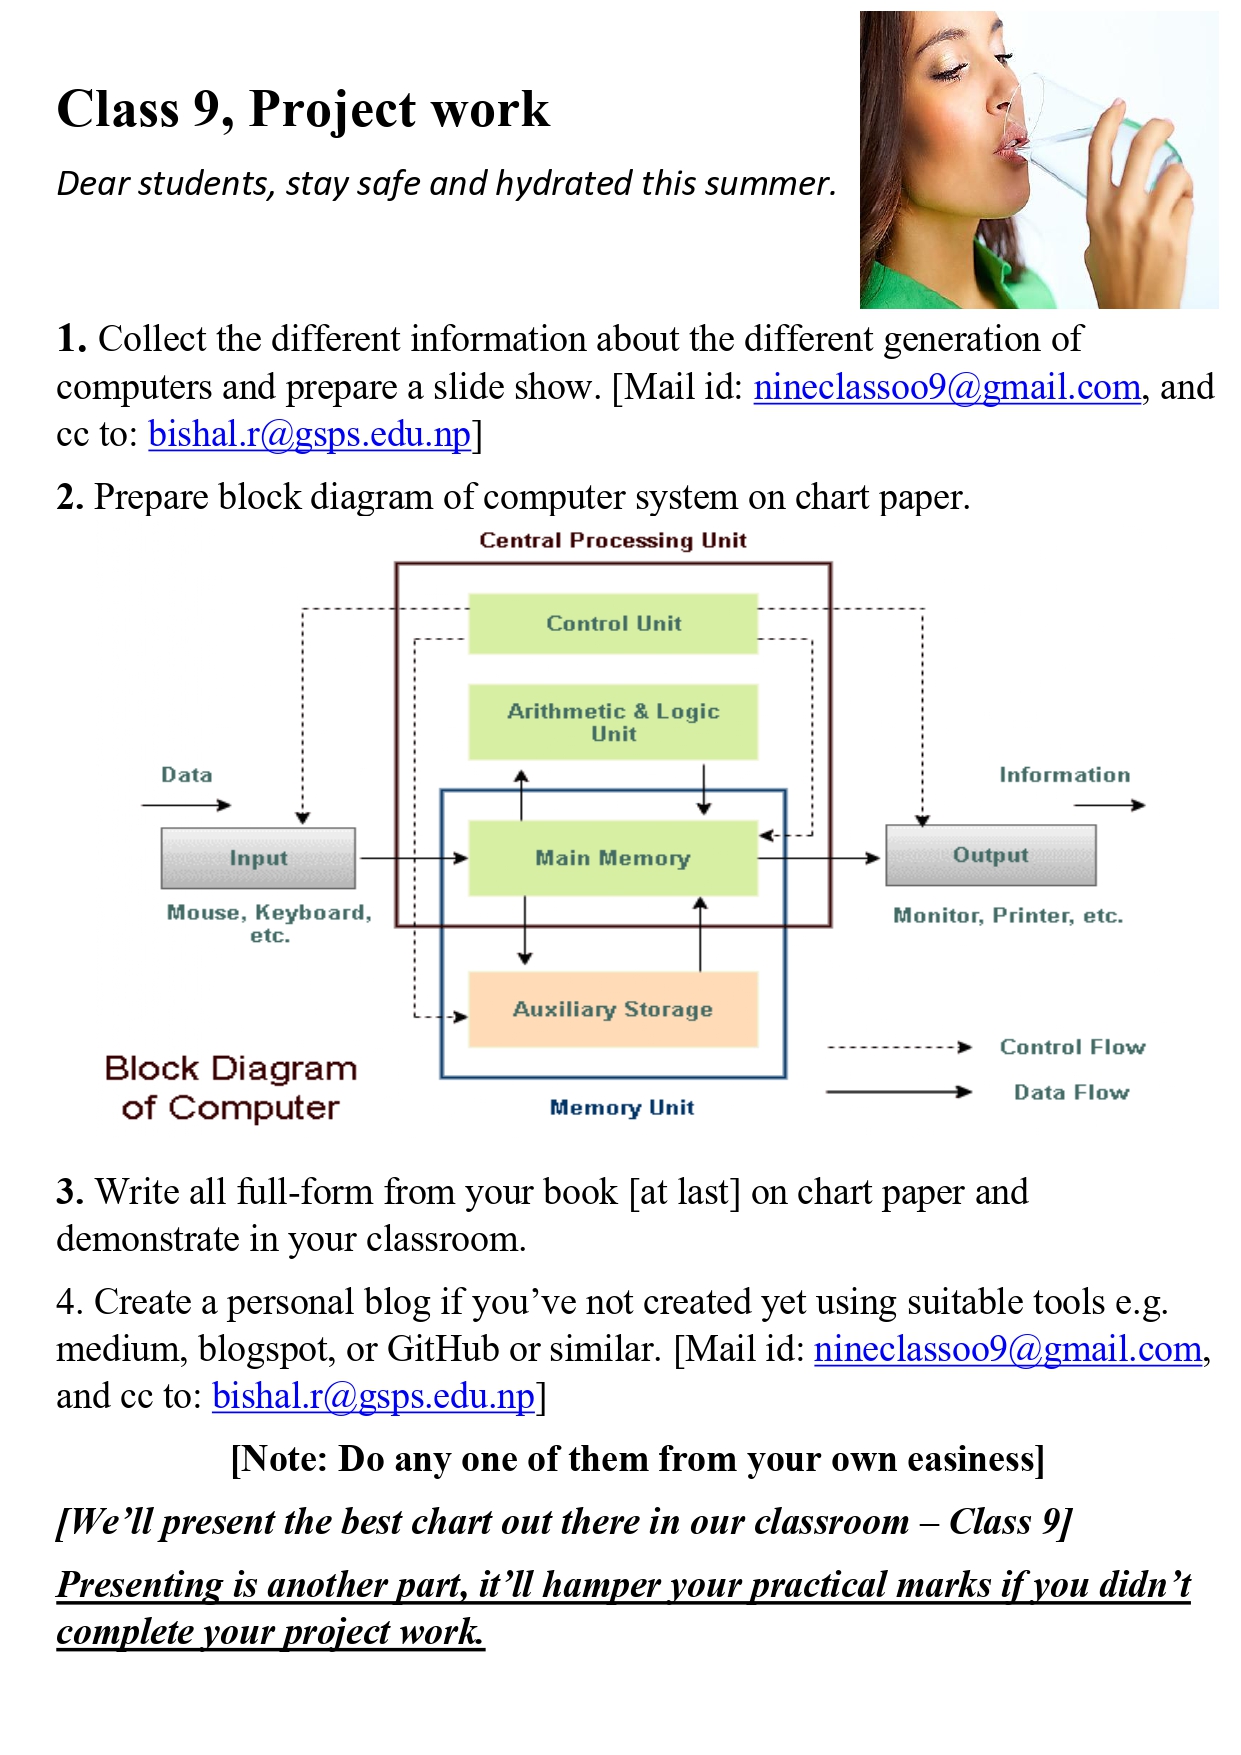 Class 9, Project work
Dear students, stay safe and hydrated this summer.
1. Collect the different information about the different generation of
computers and prepare a slide show. [Mail id: nineclassoo9@gmail.com, and
cc to: bishal.r@gsps.edu.np]
2. Prepare block diagram of computer system on chart paper.
Central Processing Unit
Control Unit
Arithmetic & Logic
Unit
Data
Information
Input
Main Memory
Output
Mouse, Keyboard,
etc.
Monitor, Printer, etc.
Auxiliary Storage
Control Flow
Block Diagram
of Computer
Data Flow
Memory Unit
3. Write all full-form from your book [at last] on chart paper and
demonstrate in your classroom.
4. Create a personal blog if you’ve not created yet using suitable tools e.g.
medium, blogspot, or GitHub or similar. [Mail id: nineclassoo9@gmail.com,
and cc to: bishal.r@gsps.edu.np]
[Note: Do any one of them from your own easiness]
[We’ll present the best chart out there in our classroom – Class 9]
Presenting is another part, it’ll hamper your practical marks if you didn’t
complete your project work.